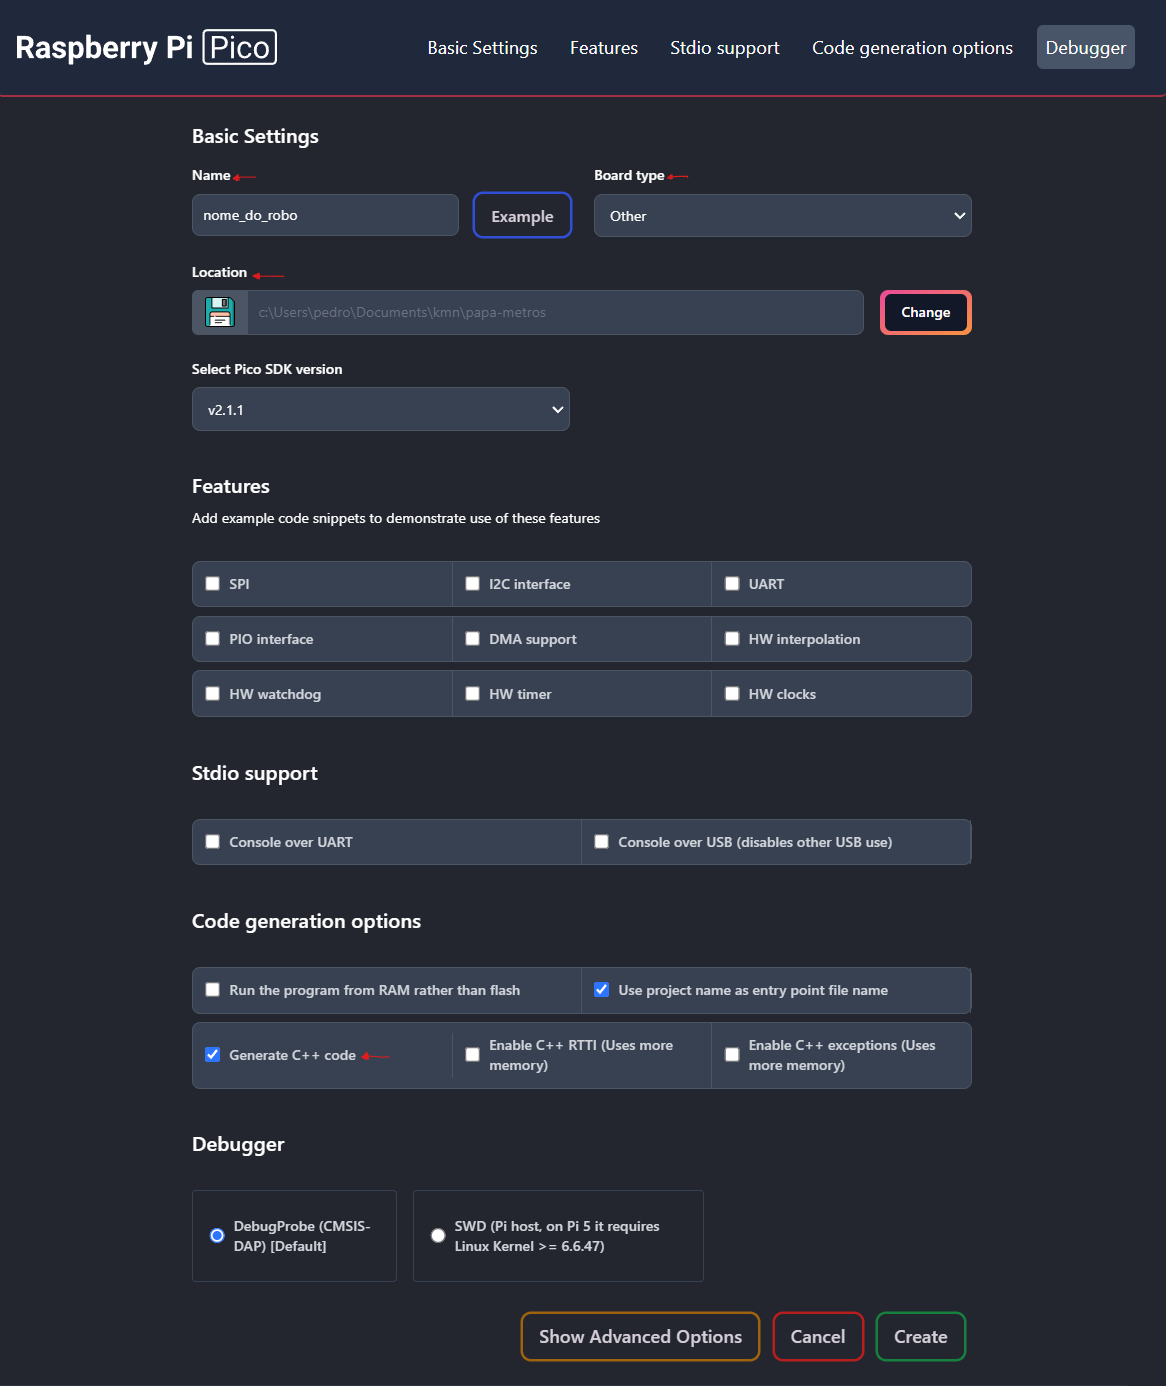 Raspberry Pi Pico
Basic Settings
Features
Stdio support
Code generation options
Debugger
Basic Settings
Name
Board type
nome_do_robo
Example
Other
Location
c:\Users\pedro\Documents\kmn\papa-metros
Change
Select Pico SDK version
v2.1.1
Features
Add example code snippets to demonstrate use of these features
SPI
I2C interface
UART
PIO interface
DMA support
HW interpolation
HW watchdog
HW timer
HW clocks
Stdio support
Console over UART
Console over USB (disables other USB use)
Code generation options
Run the program from RAM rather than flash
Use project name as entry point file name
Generate C++ code
Enable C++ RTTI (Uses more
memory)
Enable C++ exceptions (Uses
more memory)
Debugger
DebugProbe (CMSIS-
DAP) [Default]
SWD (Pi host, on Pi 5 it requires
Linux Kernel >= 6.6.47)
Show Advanced Options
Cancel
Create